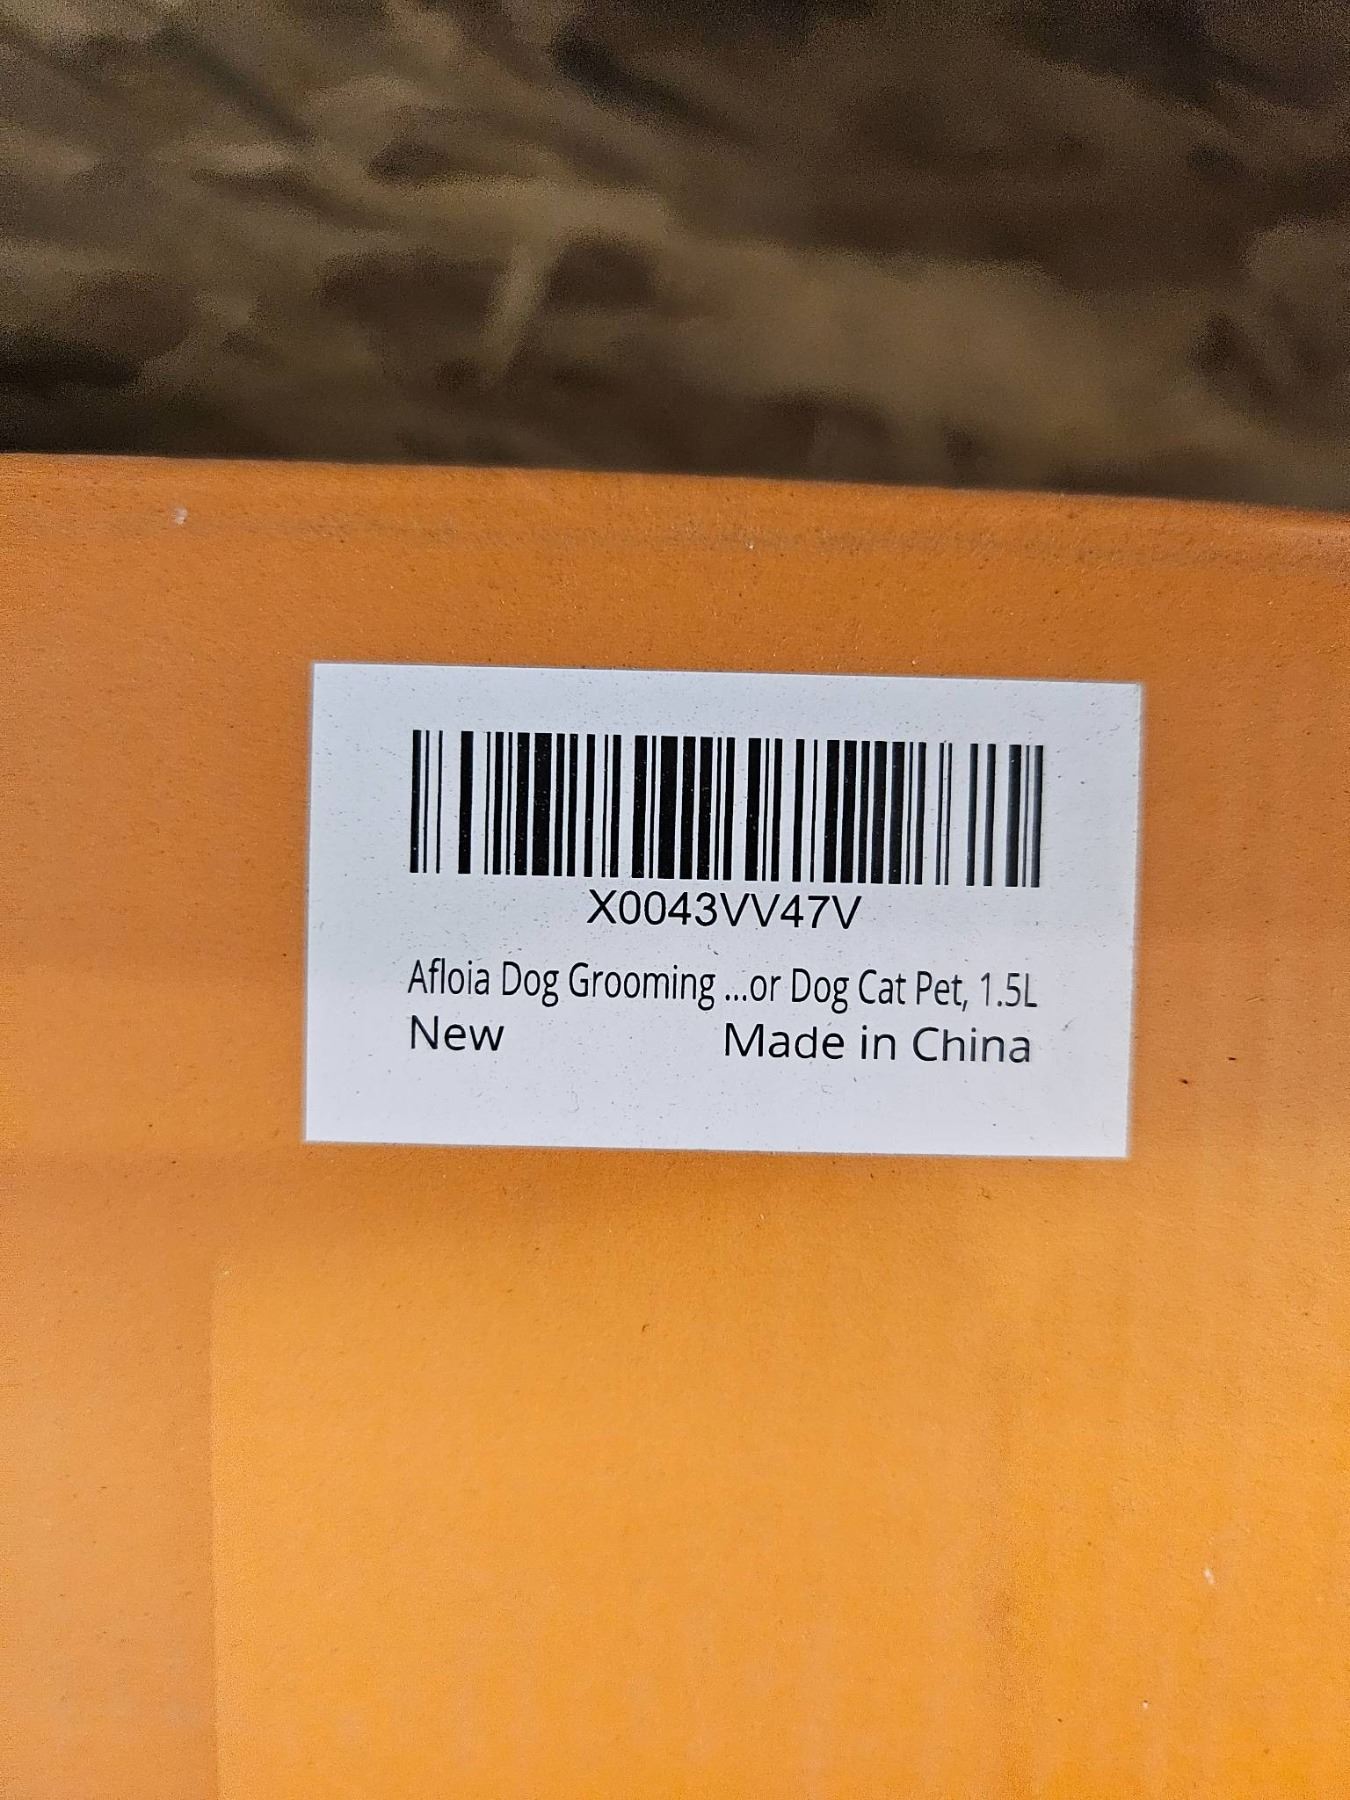 X0043VV47V
Afloia Dog Grooming ...or Dog Cat Pet, 1.5L
New Made in China